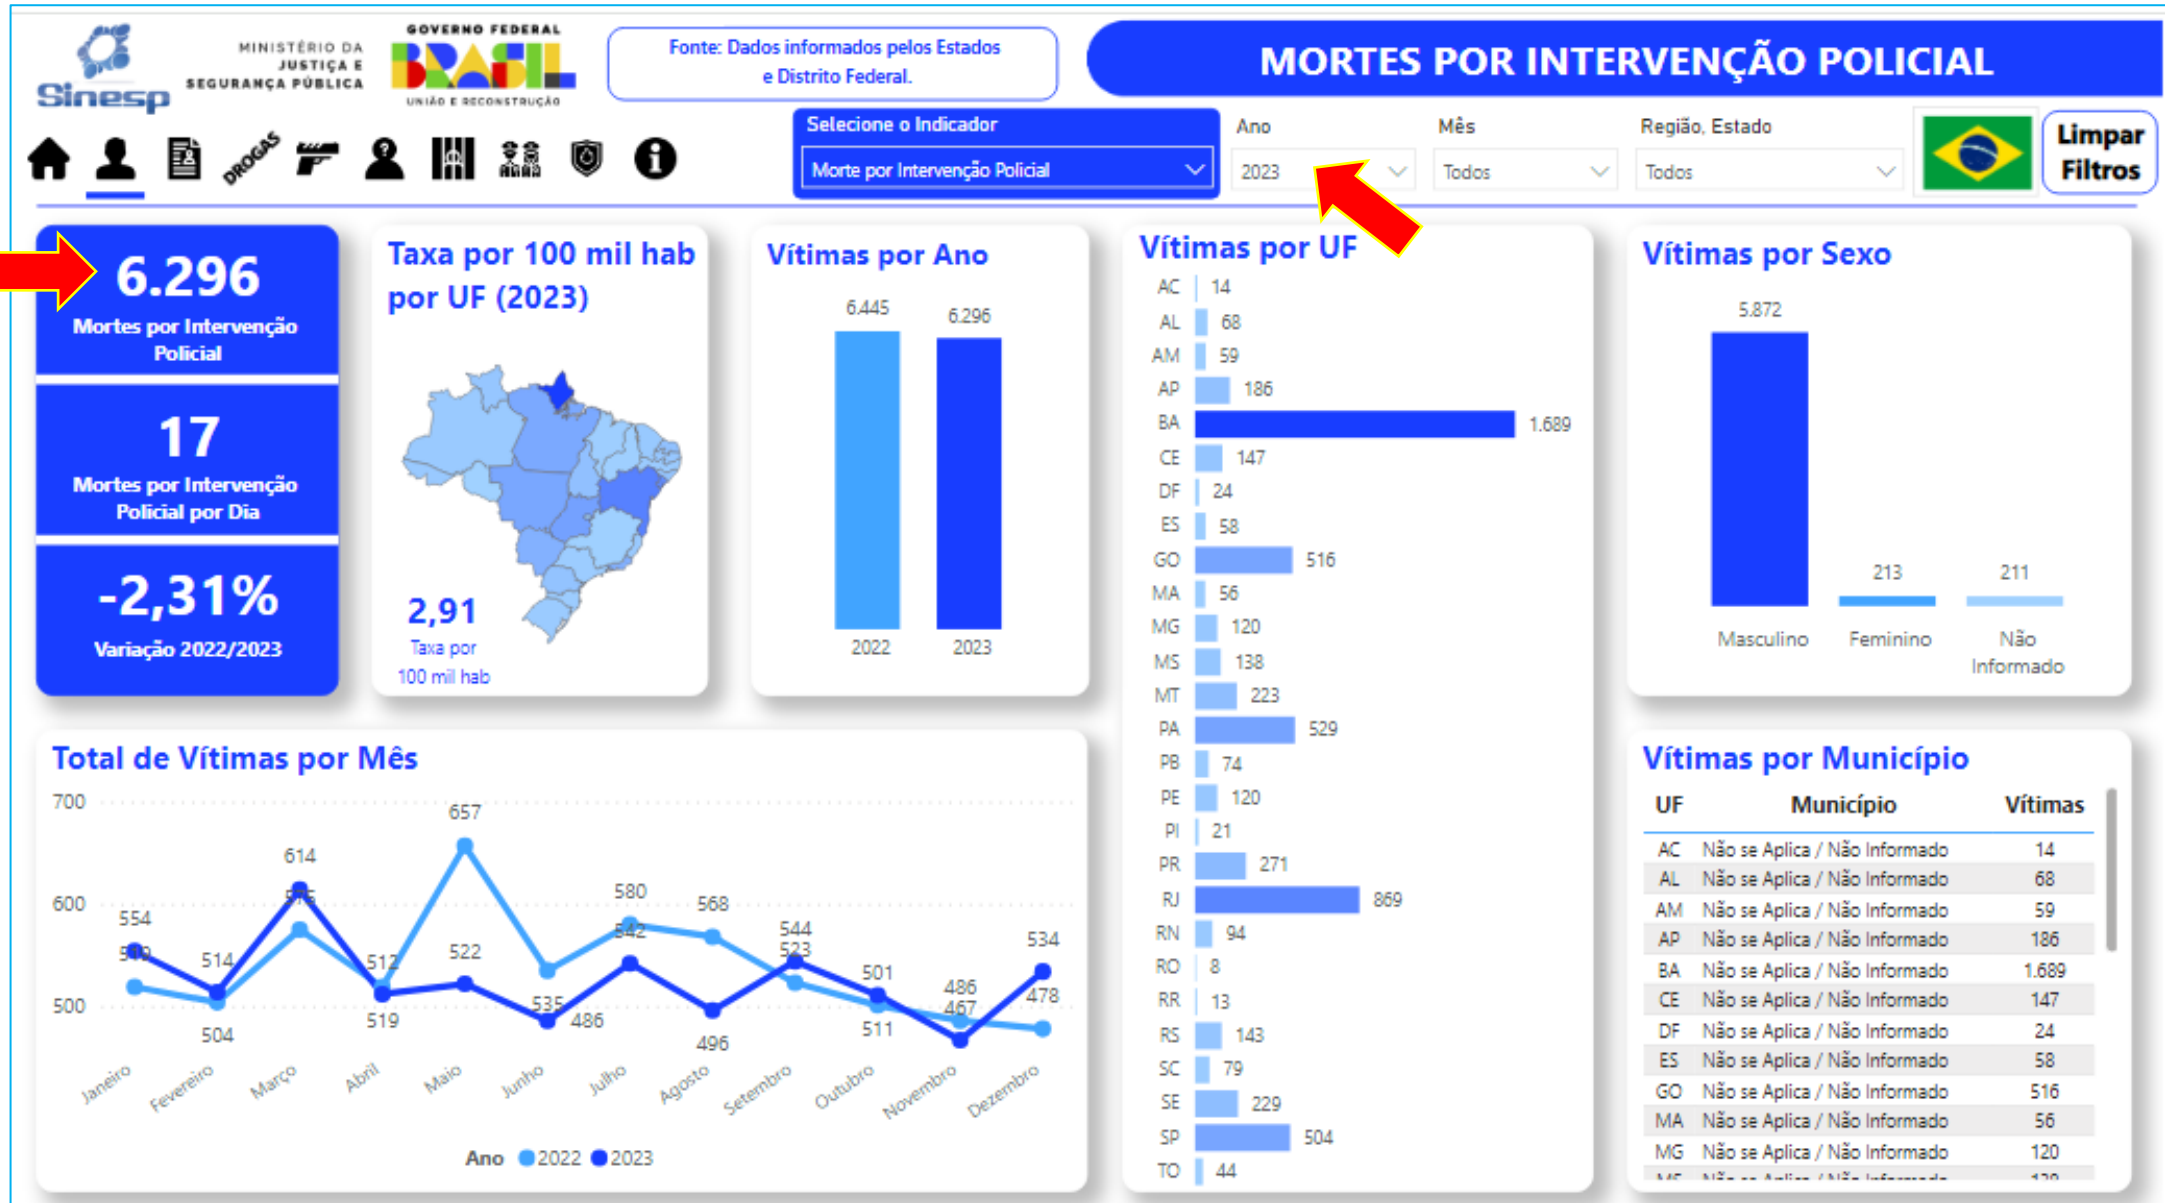 Sinesp
MINISTÉRIO DA
JUSTIÇA E
SEGURANÇA PÚBLICA
GOVERNO FEDERAL
BRASIL
UNIÃO E RECONSTRUÇÃO
Fonte: Dados informados pelos Estados
e Distrito Federal.
MORTES POR INTERVENÇÃO POLICIAL
DROGAS
Selecione o Indicador
Morte por Intervenção Policial
Ano
2023
Mês
Todos
Região, Estado
Todos
Limpar
Filtros
6.296
Mortes por Intervenção
Policial
17
Mortes por Intervenção
Policial por Dia
-2,31%
Variação 2022/2023
Taxa por 100 mil hab
por UF (2023)
2,91
Taxa por
100 mil hab
Vítimas por Ano
6.445
6.296
2022
2023
Vítimas por UF
AC 14
AL 68
AM 59
AP 186
BA 1.689
CE 147
DF 24
ES 58
GO 516
MA 56
MG 120
MS 138
MT 223
PA 529
PB 74
PE 120
PI 21
PR 271
RJ 869
RN 94
RO 8
RR 13
RS 143
SC 79
SE 229
SP 504
TO 44
Vítimas por Sexo
5.872
213
211
Masculino
Feminino
Não
Informado
Total de Vítimas por Mês
700
600
500
554
519
514
504
614
575
512
519
657
522
535
486
580
542
568
496
544
523
501
511
486
467
534
478
Janeiro
Fevereiro
Março
Abril
Maio
Junho
Julho
Agosto
Setembro
Outubro
Novembro
Dezembro
Ano 2022 2023
Vítimas por Município
UF Município Vítimas
AC Não se Aplica / Não Informado 14
AL Não se Aplica / Não Informado 68
AM Não se Aplica / Não Informado 59
AP Não se Aplica / Não Informado 186
BA Não se Aplica / Não Informado 1.689
CE Não se Aplica / Não Informado 147
DF Não se Aplica / Não Informado 24
ES Não se Aplica / Não Informado 58
GO Não se Aplica / Não Informado 516
MA Não se Aplica / Não Informado 56
MG Não se Aplica / Não Informado 120
MS Não se Aplica / Não Informado 138